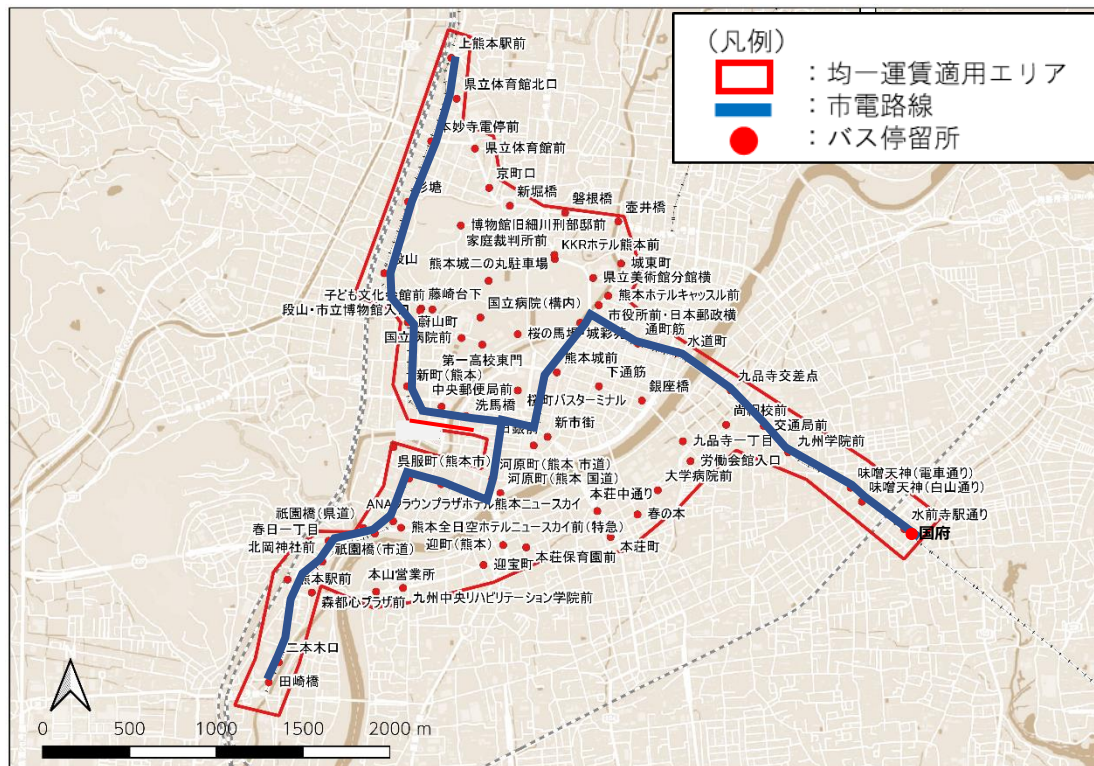 (凡例)
:均一運賃適用エリア
:市電路線
:バス停留所
上熊本駅前
県立体育館北口
本妙寺電停前
県立体育館前
京町口
杉塘
新堀橋
磐根橋
壺井橋
博物館旧細川刑部邸前
家庭裁判所前
KKRホテル熊本前
段山
熊本城二の丸駐車場
城東町
県立美術館分館横
子ども文化会館前
藤崎台下
熊本ホテルキャッスル前
段山・市立博物館入口
国立病院(構内)
市役所前・日本郵政横
蔚山町
通町筋
国立病院前
桜の馬場・城彩苑
水道町
第一高校東門
熊本城前
下通筋
九品寺交差点
新町(熊本)
中央郵便局前
銀座橋
洗馬橋
桜町バスターミナル
尚絅校前
交通局前
新市街
九品寺一丁目
九州学院前
呉服町(熊本市)
河原町(熊本 市道)
労働会館入口
河原町(熊本 国道)
大学病院前
味噌天神(電車通り)
味噌天神(白山通り)
ANAクラウンプラザホテル熊本ニュースカイ
本荘中通り
祇園橋(県道)
水前寺駅通り
春日一丁目
熊本全日空ホテルニュースカイ前(特急)
春の本
国府
北岡神社前
祇園橋(市道)
迎町(熊本)
本荘町
本荘保育園前
迎宝町
熊本駅前
本山営業所
森都心プラザ前
九州中央リハビリテーション学院前
二本木口
田崎橋
0 500 1000 1500 2000 m